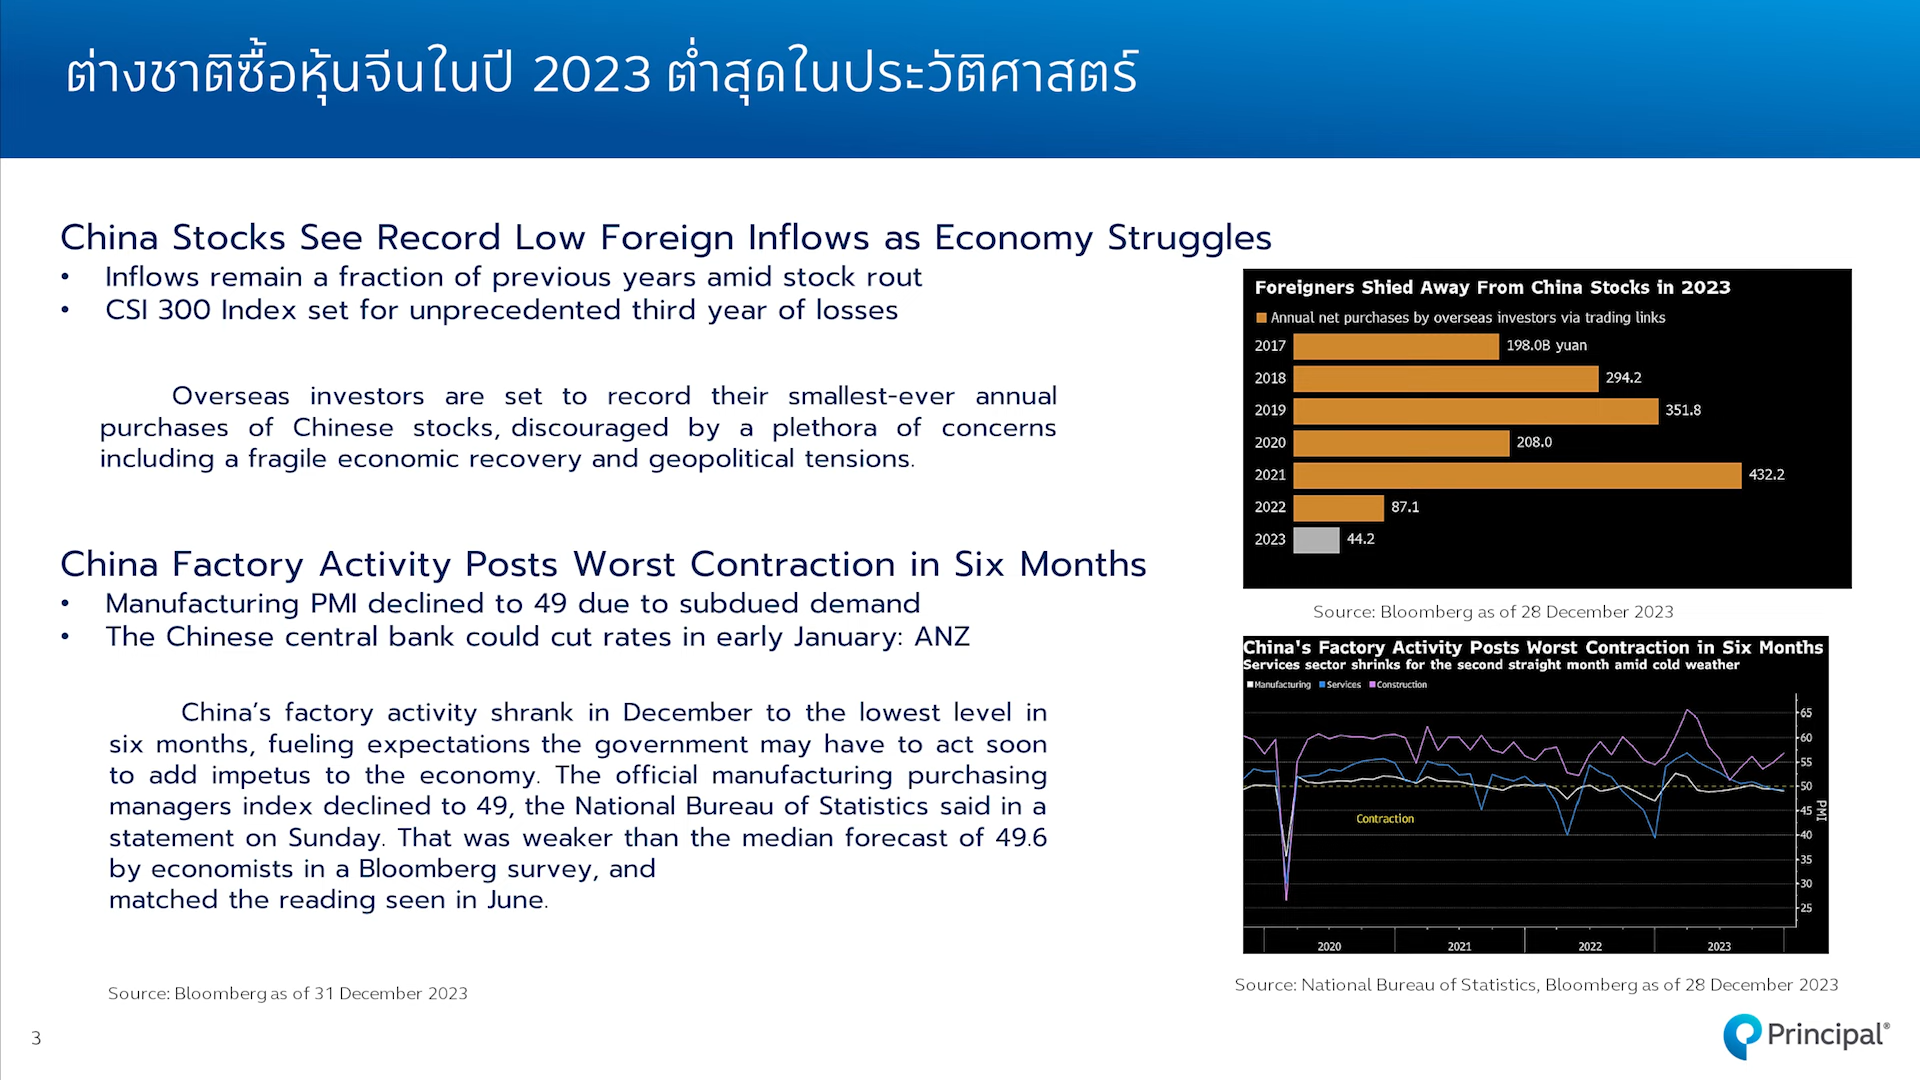 ต่างชาติซื้อหุ้นจีนในปี 2023 ต่ำสุดในประวัติศาสตร์
China Stocks See Record Low Foreign Inflows as Economy Struggles
• Inflows remain a fraction of previous years amid stock rout
• CSI 300 Index set for unprecedented third year of losses
Overseas investors are set to record their smallest-ever annual
purchases of Chinese stocks, discouraged by a plethora of concerns
including a fragile economic recovery and geopolitical tensions.
China Factory Activity Posts Worst Contraction in Six Months
• Manufacturing PMI declined to 49 due to subdued demand
• The Chinese central bank could cut rates in early January: ANZ
China’s factory activity shrank in December to the lowest level in
six months, fueling expectations the government may have to act soon
to add impetus to the economy. The official manufacturing purchasing
managers index declined to 49, the National Bureau of Statistics said in a
statement on Sunday. That was weaker than the median forecast of 49.6
by economists in a Bloomberg survey, and
matched the reading seen in June.
Source: Bloomberg as of 31 December 2023
3
Foreigners Shied Away From China Stocks in 2023
Annual net purchases by overseas investors via trading links
2017 198.0B yuan
2018 294.2
2019 351.8
2020 208.0
2021 432.2
2022 87.1
2023 44.2
Source: Bloomberg as of 28 December 2023
China's Factory Activity Posts Worst Contraction in Six Months
Services sector shrinks for the second straight month amid cold weather
Manufacturing Services Construction
65
60
55
50
45
40
35
30
25
PMI
Contraction
2020 2021 2022 2023
Source: National Bureau of Statistics, Bloomberg as of 28 December 2023
Principal®